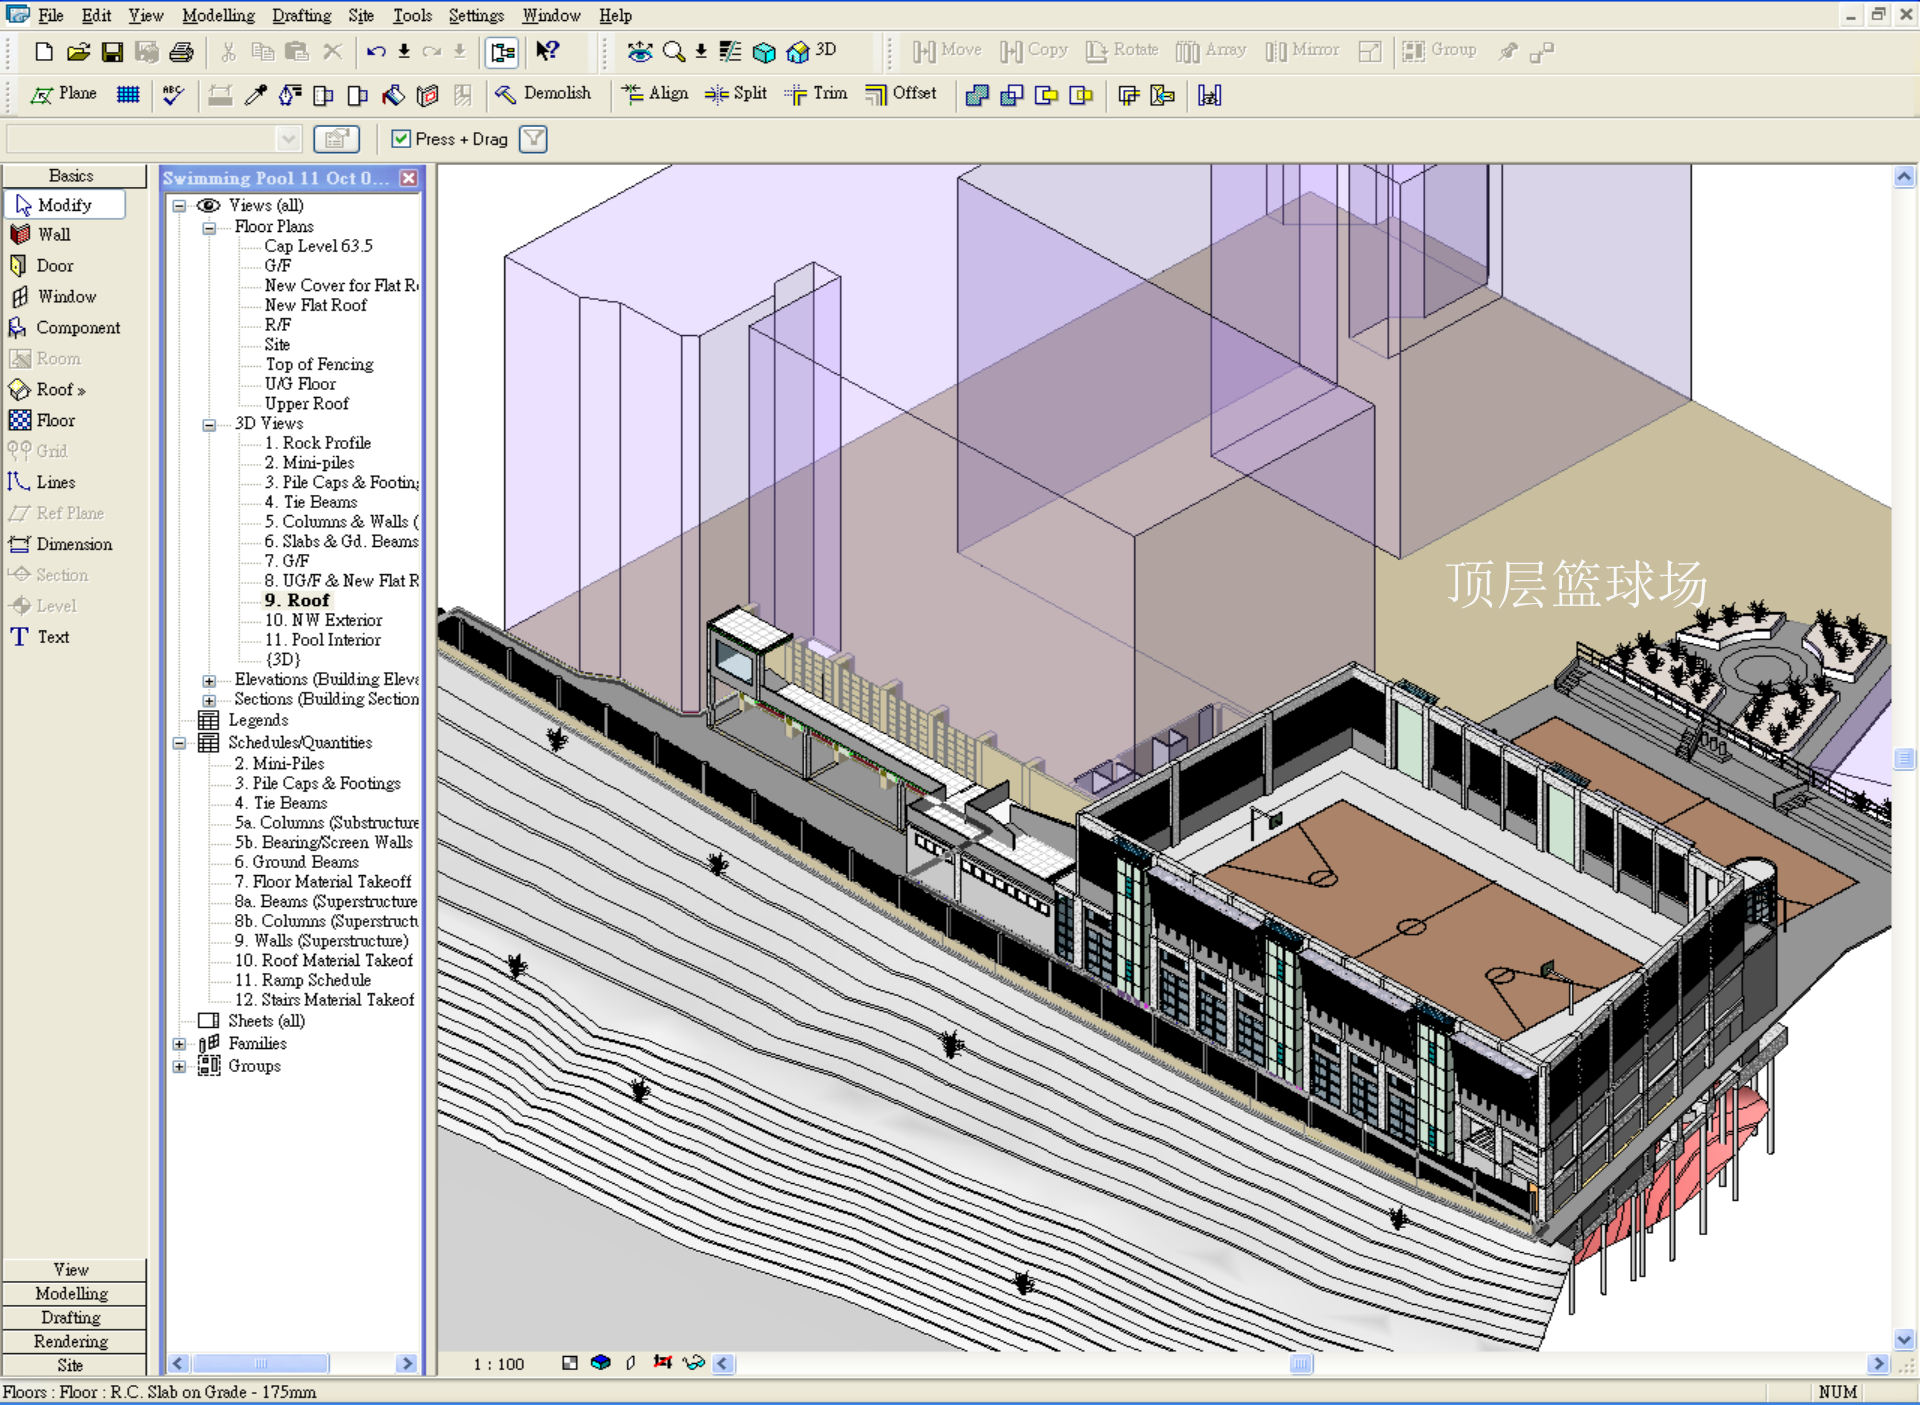 File Edit View Modelling Drafting Site Tools Settings Window Help
3D Move Copy Rotate Array Mirror Group
Plane Demolish Align Split Trim Offset
Press + Drag
Basics
Modify
Wall
Door
Window
Component
Room
Roof »
Floor
Grid
Lines
Ref Plane
Dimension
Section
Level
Text
View
Modelling
Drafting
Rendering
Site
Swimming Pool 11 Oct 0...
Views (all)
Floor Plans
Cap Level 63.5
G/F
New Cover for Flat R
New Flat Roof
R/F
Site
Top of Fencing
U/G Floor
Upper Roof
3D Views
1. Rock Profile
2. Mini-piles
3. Pile Caps & Footin
4. Tie Beams
5. Columns & Walls (
6. Slabs & Gd. Beams
7. G/F
8. UG/F & New Flat R
9. Roof
10. NW Exterior
11. Pool Interior
{3D}
Elevations (Building Eleve
Sections (Building Section
Legends
Schedules/Quantities
2. Mini-Piles
3. Pile Caps & Footings
4. Tie Beams
5a. Columns (Substructure
5b. Bearing/Screen Walls
6. Ground Beams
7. Floor Material Takeoff
8a. Beams (Superstructure
8b. Columns (Superstructu
9. Walls (Superstructure)
10. Roof Material Takeof
11. Ramp Schedule
12. Stairs Material Takeof
Sheets (all)
Families
Groups
顶层篮球场
1 : 100
Floors : Floor : R.C. Slab on Grade - 175mm
NUM